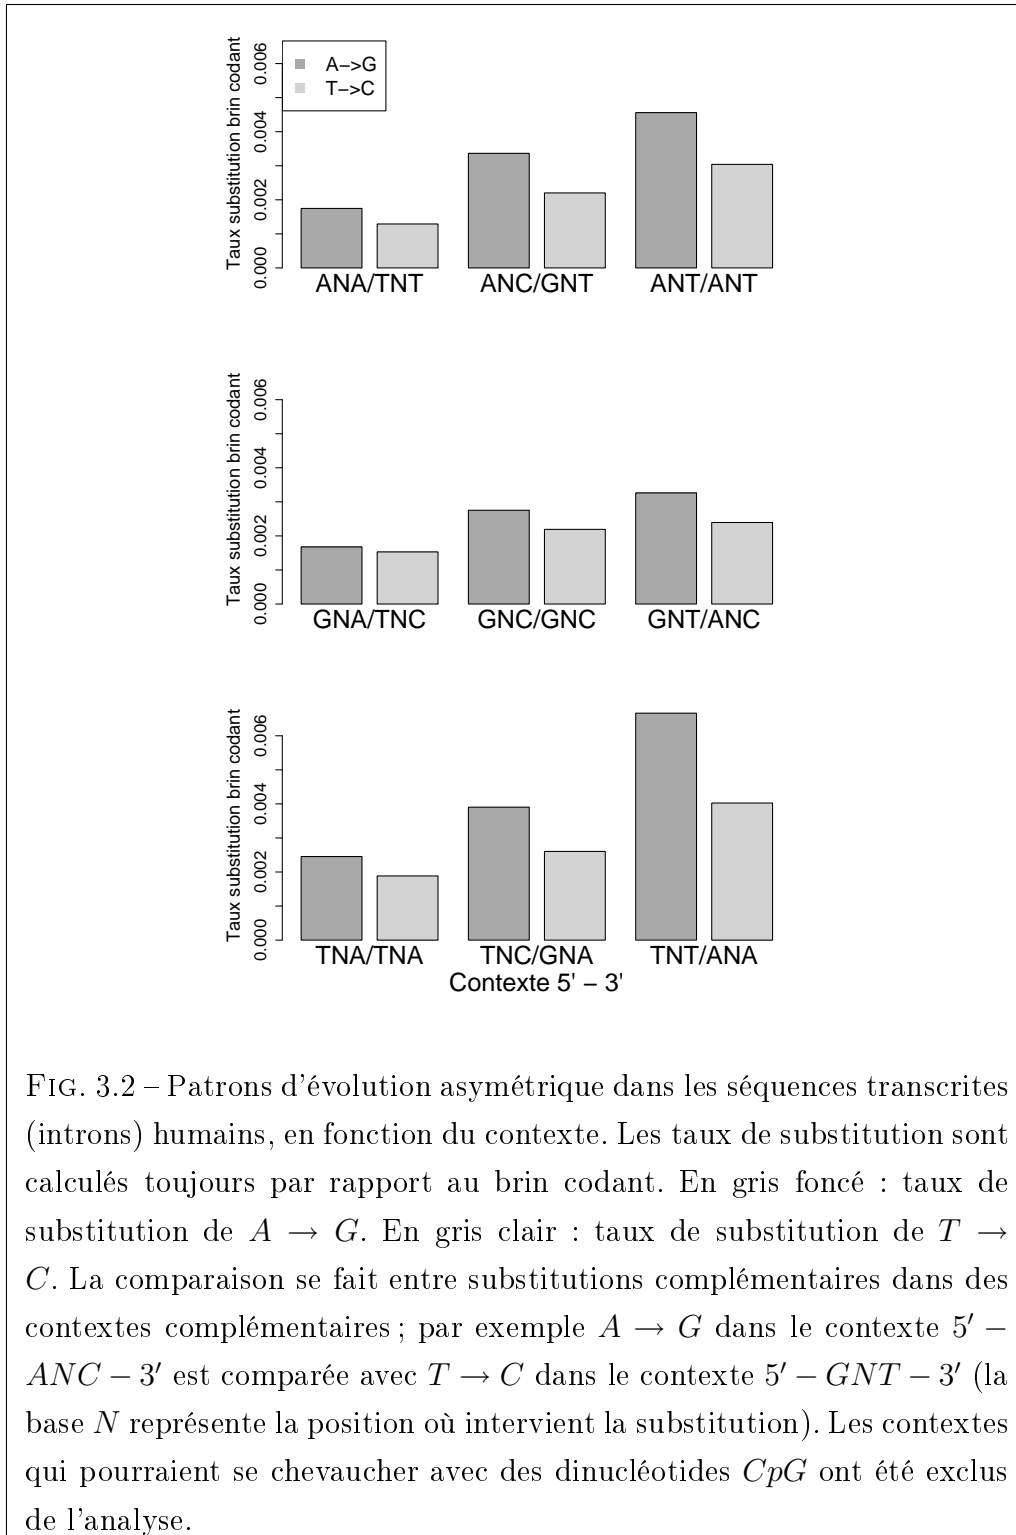 A−>G
T−>C
Taux substitution brin codant
0.000 0.002 0.004 0.006
ANA/TNT ANC/GNT ANT/ANT
Taux substitution brin codant
0.000 0.002 0.004 0.006
GNA/TNC GNC/GNC GNT/ANC
Taux substitution brin codant
0.000 0.002 0.004 0.006
TNA/TNA TNC/GNA TNT/ANA
Contexte 5' − 3'
FIG. 3.2 – Patrons d'évolution asymétrique dans les séquences transcrites
(introns) humains, en fonction du contexte. Les taux de substitution sont
calculés toujours par rapport au brin codant. En gris foncé : taux de
substitution de A → G. En gris clair : taux de substitution de T →
C. La comparaison se fait entre substitutions complémentaires dans des
contextes complémentaires ; par exemple A → G dans le contexte 5′ −
ANC − 3′ est comparée avec T → C dans le contexte 5′ − GNT − 3′ (la
base N représente la position où intervient la substitution). Les contextes
qui pourraient se chevaucher avec des dinucléotides CpG ont été exclus
de l'analyse.